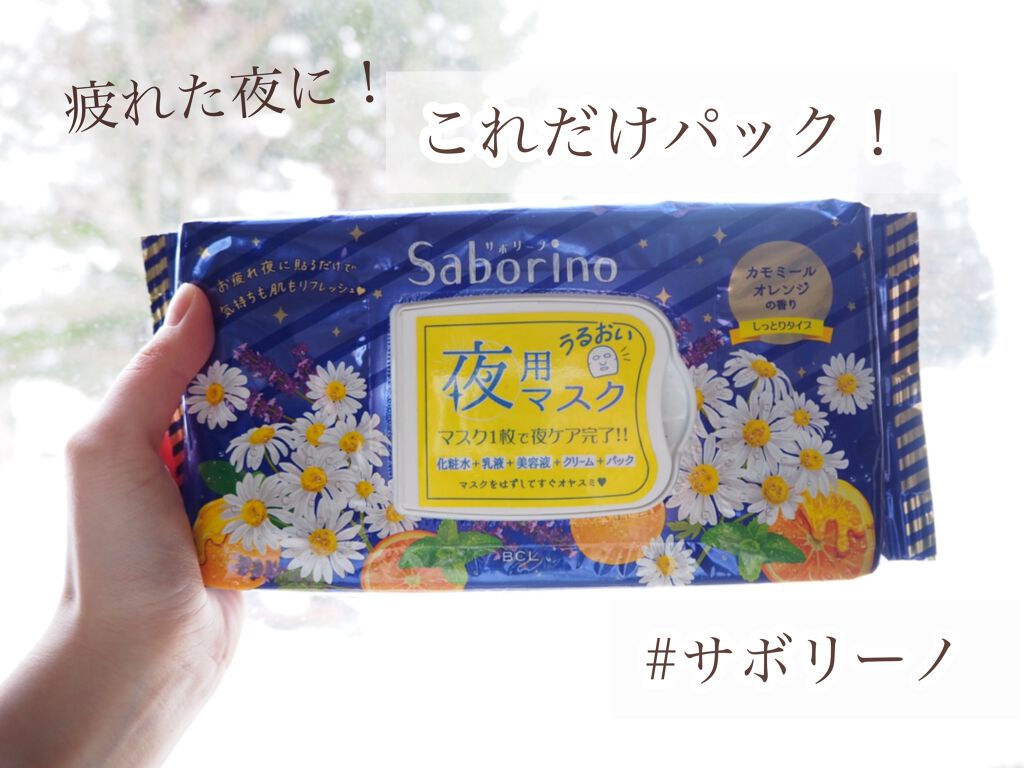 疲れた夜に！
これだけパック！
サボリーノ
Saborino
お疲れ夜に貼るだけでの
気持ちも肌もリフレッシュ♥
カモミール
オレンジ
の香り
しっとりタイプ
うるおい
夜用マスク
マスク1枚で夜ケア完了!!
化粧水+乳液+美容液+クリーム+パック
マスクをはずしてすぐオヤスミ♥
BCL
#サボリーノ